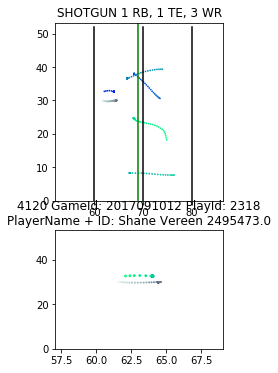 SHOTGUN 1 RB, 1 TE, 3 WR
50
40
30
20
10
0
60 70 80
4120 GameId: 2017091012 PlayId: 2318
PlayerName + ID: Shane Vereen 2495473.0
40
20
0
57.5 60.0 62.5 65.0 67.5